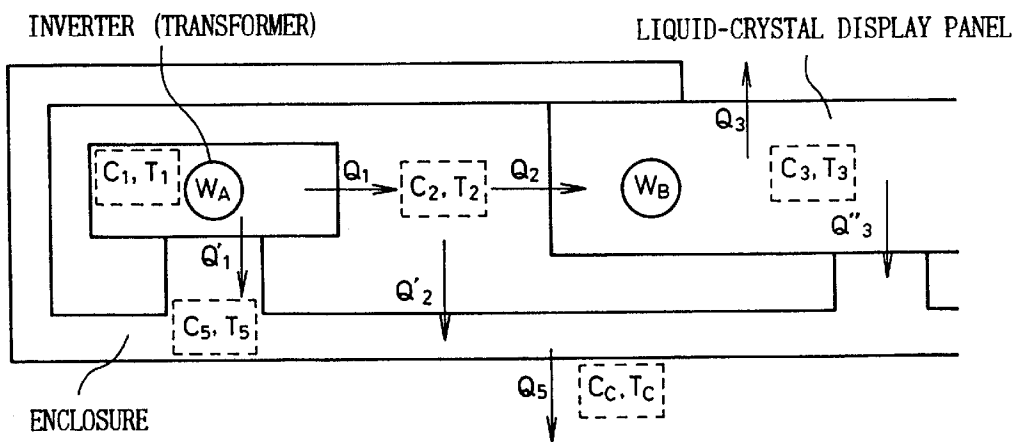 INVERTER (TRANSFORMER)
LIQUID-CRYSTAL DISPLAY PANEL
Q3
C1, T1
WA
Q1
C2, T2
Q2
WB
C3, T3
Q'1
Q'2
Q"3
C5, T5
Q5
CC, TC
ENCLOSURE